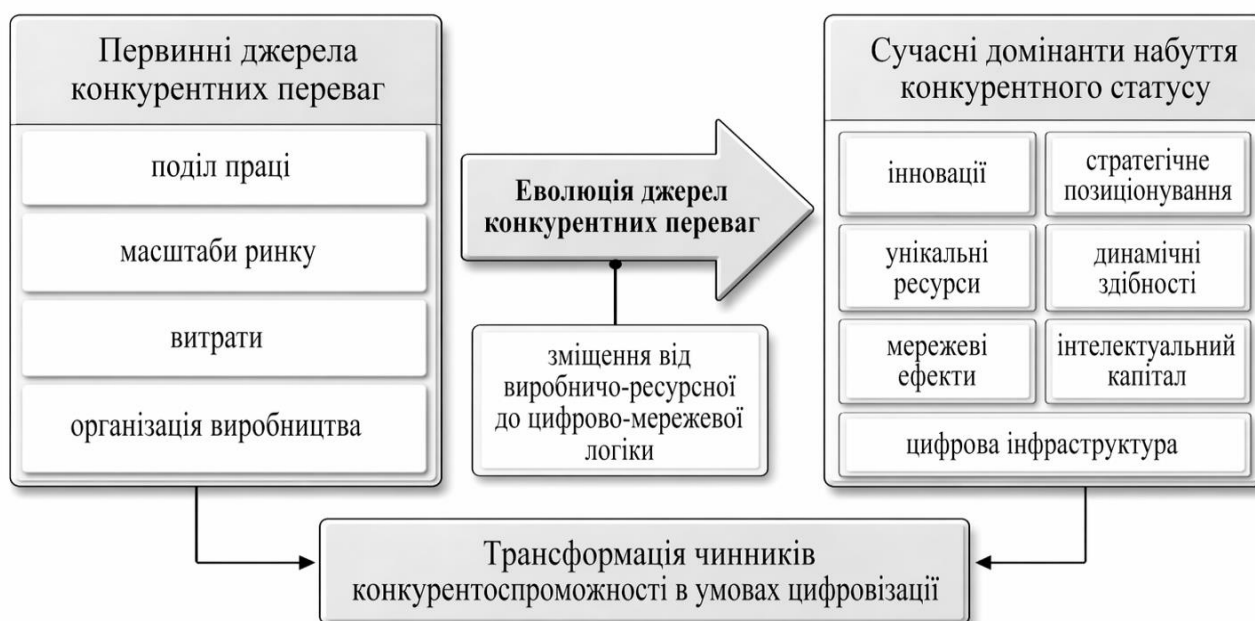 Первинні джерела
конкурентних переваг
поділ праці
масштаби ринку
витрати
організація виробництва
Еволюція джерел
конкурентних переваг
зміщення від
виробничо-ресурсної
до цифрово-мережевої
логіки
Сучасні домінанти набуття
конкурентного статусу
інновації
стратегічне
позиціонування
унікальні
ресурси
динамічні
здібності
мережеві
ефекти
інтелектуальний
капітал
цифрова інфраструктура
Трансформація чинників
конкурентоспроможності в умовах цифровізації